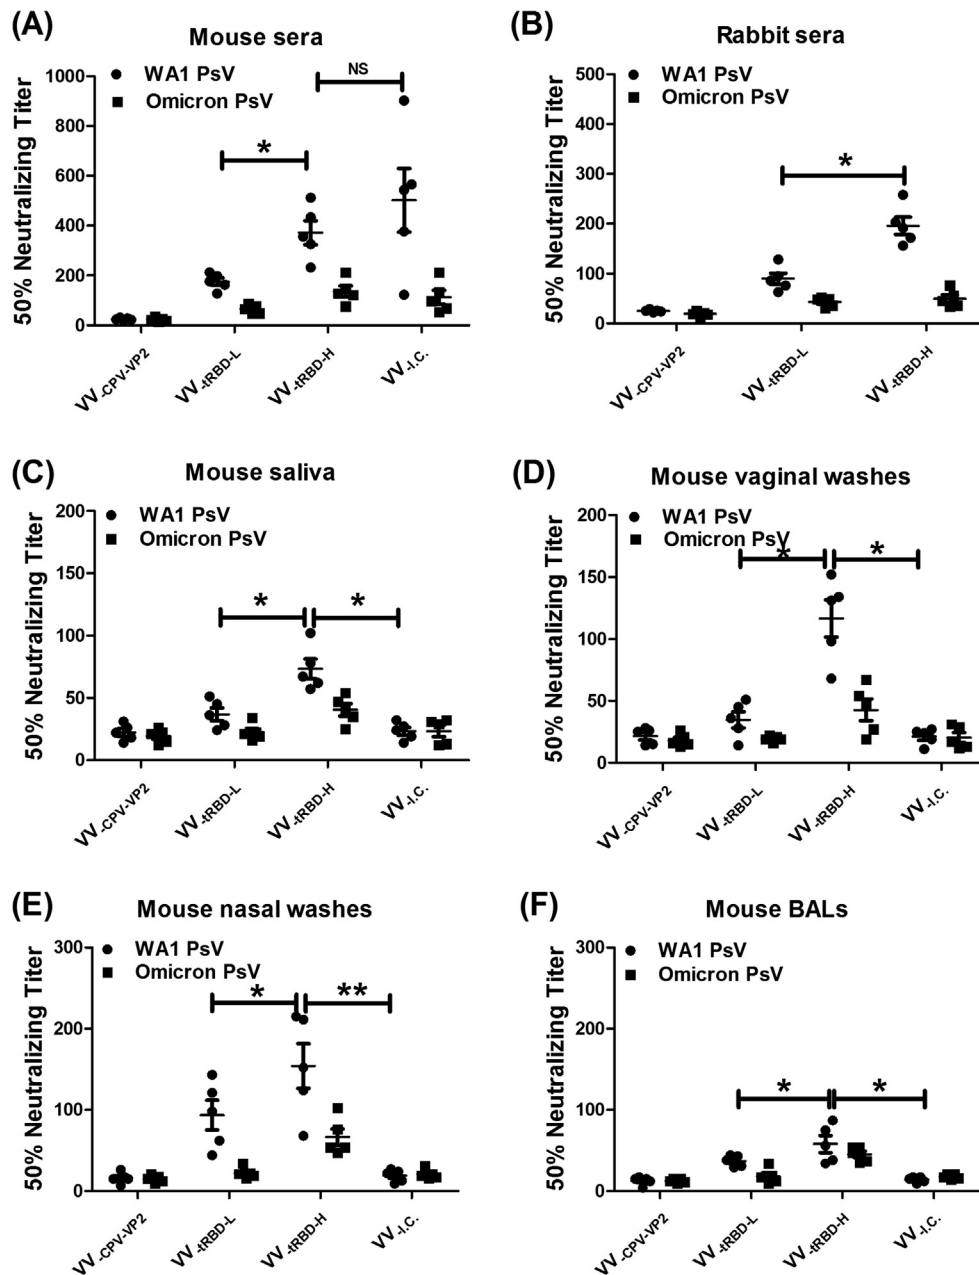 (A)
Mouse sera
50% Neutralizing Titer
1000
800
600
400
200
0
WA1 PsV
Omicron PsV
*
NS
VV-CPV-VP2
VV-tRBD-L
VV-tRBD-H
VV-I.C.
(B)
Rabbit sera
50% Neutralizing Titer
500
400
300
200
100
0
WA1 PsV
Omicron PsV
*
VV-CPV-VP2
VV-tRBD-L
VV-tRBD-H
(C)
Mouse saliva
50% Neutralizing Titer
200
150
100
50
0
WA1 PsV
Omicron PsV
*
*
VV-CPV-VP2
VV-tRBD-L
VV-tRBD-H
VV-I.C.
(D)
Mouse vaginal washes
50% Neutralizing Titer
200
150
100
50
0
WA1 PsV
Omicron PsV
*
*
VV-CPV-VP2
VV-tRBD-L
VV-tRBD-H
VV-I.C.
(E)
Mouse nasal washes
50% Neutralizing Titer
300
200
100
0
WA1 PsV
Omicron PsV
*
**
VV-CPV-VP2
VV-tRBD-L
VV-tRBD-H
VV-I.C.
(F)
Mouse BALs
50% Neutralizing Titer
300
200
100
0
WA1 PsV
Omicron PsV
*
*
VV-CPV-VP2
VV-tRBD-L
VV-tRBD-H
VV-I.C.